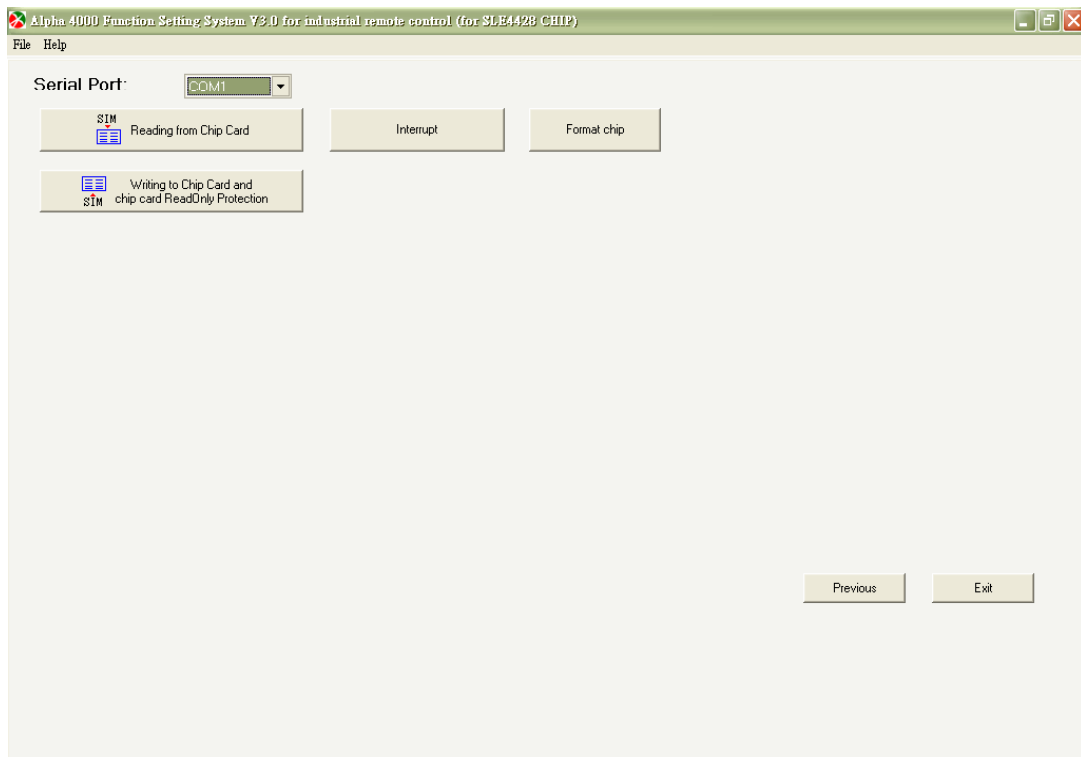 Alpha 4000 Function Setting System V3.0 for industrial remote control (for SLE4428 CHIP)
File Help
Serial Port: COM1
SIM
Reading from Chip Card
Interrupt
Format chip
Writing to Chip Card and
SIM chip card ReadOnly Protection
Previous
Exit